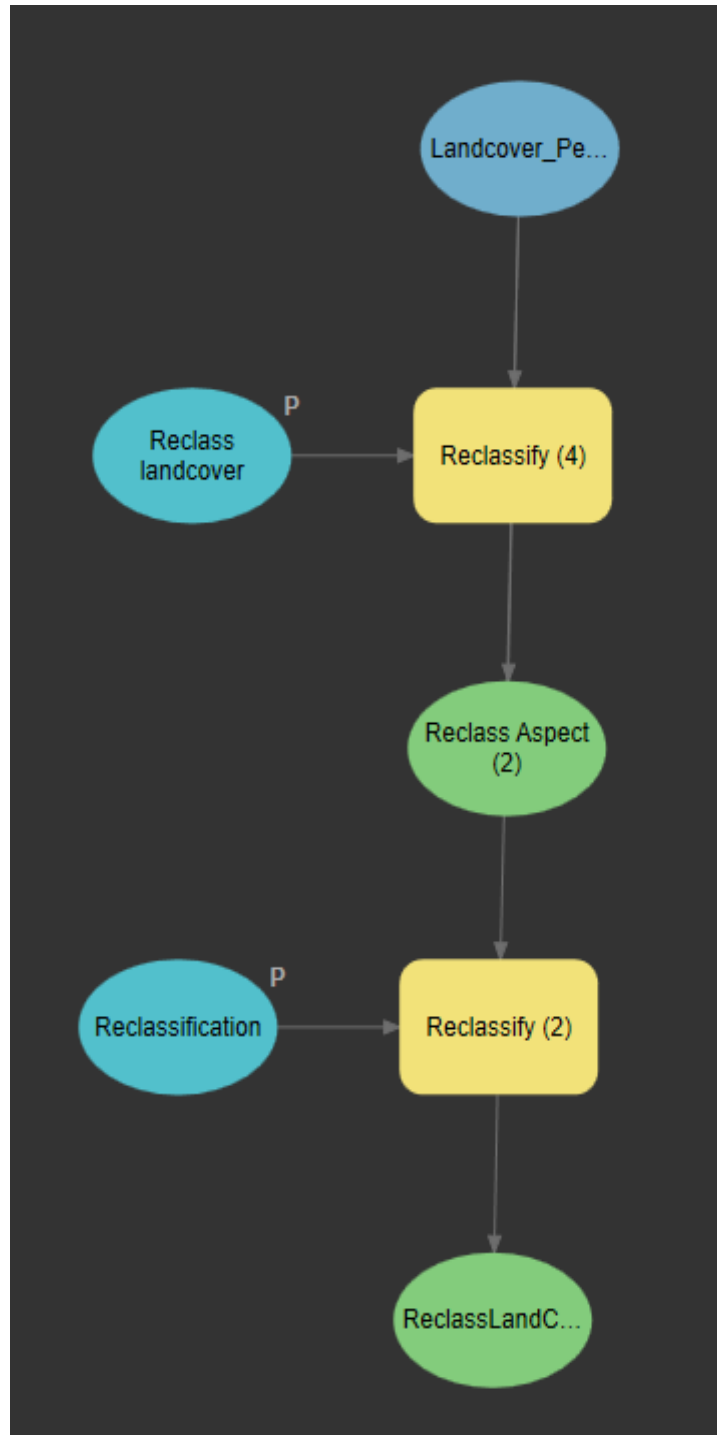 Landcover_Pe...
P
Reclass
landcover
Reclassify (4)
Reclass Aspect
(2)
P
Reclassification
Reclassify (2)
ReclassLandC...